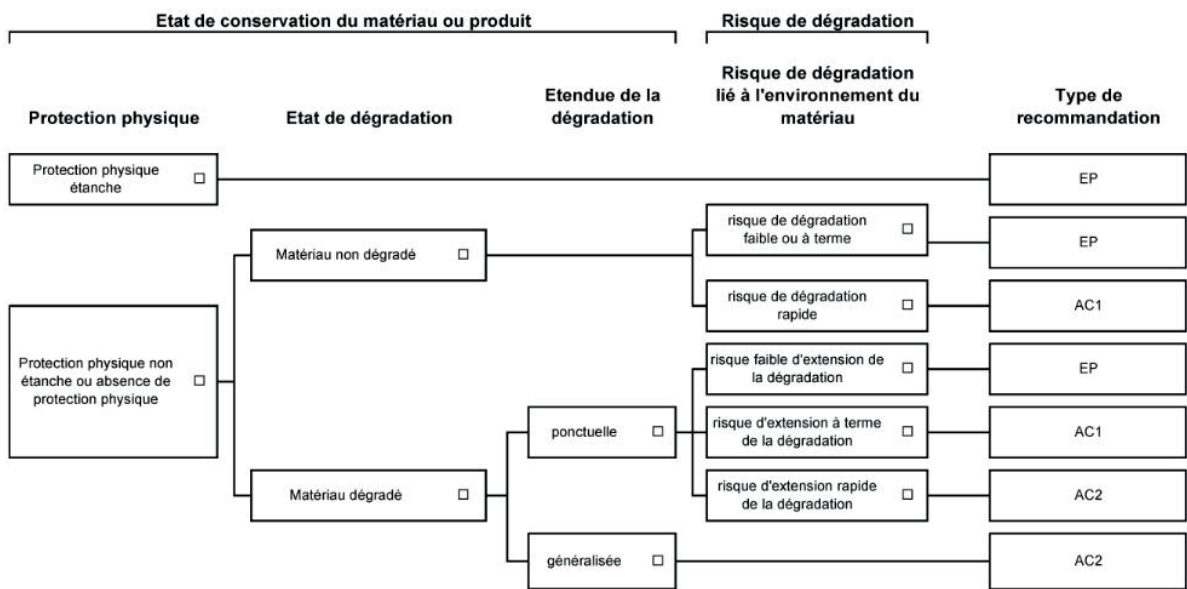 Etat de conservation du matériau ou produit
Risque de dégradation
Protection physique
Etat de dégradation
Etendue de la
dégradation
Risque de dégradation
lié à l'environnement du
matériau
Type de
recommandation
Protection physique
étanche
EP
Matériau non dégradé
risque de dégradation
faible ou à terme
EP
risque de dégradation
rapide
AC1
Protection physique non
étanche ou absence de
protection physique
risque faible d'extension de
la dégradation
EP
ponctuelle
risque d'extension à terme
de la dégradation
AC1
Matériau dégradé
risque d'extension rapide
de la dégradation
AC2
généralisée
AC2